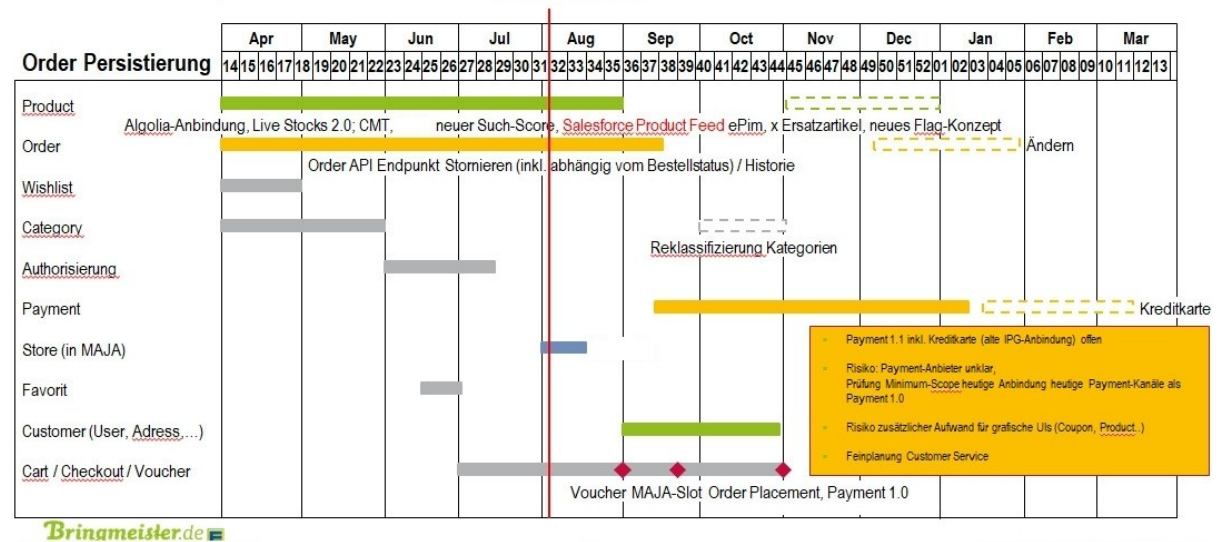 Apr May Jun Jul Aug Sep Oct Nov Dec Jan Feb Mar
Order Persistierung 14 15 16 17 18 19 20 21 22 23 24 25 26 27 28 29 30 31 32 33 34 35 36 37 38 39 40 41 42 43 44 45 46 47 48 49 50 51 52 01 02 03 04 05 06 07 08 09 10 11 12 13
Product
Algolia-Anbindung, Live Stocks 2.0; CMT, neuer Such-Score, Salesforce Product Feed ePim, x Ersatzartikel, neues Flag-Konzept
Order
Ändern
Order API Endpunkt Stornieren (inkl. abhängig vom Bestellstatus) / Historie
Wishlist
Category
Reklassifizierung Kategorien
Authorisierung
Payment
Kreditkarte
Store (in MAJA)
Favorit
Customer (User, Adress,...)
Cart / Checkout / Voucher
Voucher MAJA-Slot Order Placement, Payment 1.0
Payment 1.1 inkl. Kreditkarte (alte IPG-Anbindung) offen
Risiko: Payment-Anbieter unklar,
Prüfung Minimum-Scope heutige Anbindung heutige Payment-Kanäle als
Payment 1.0
Risiko zusätzlicher Aufwand für grafische UIs (Coupon, Product..)
Feinplanung Customer Service
Bringmeister.de